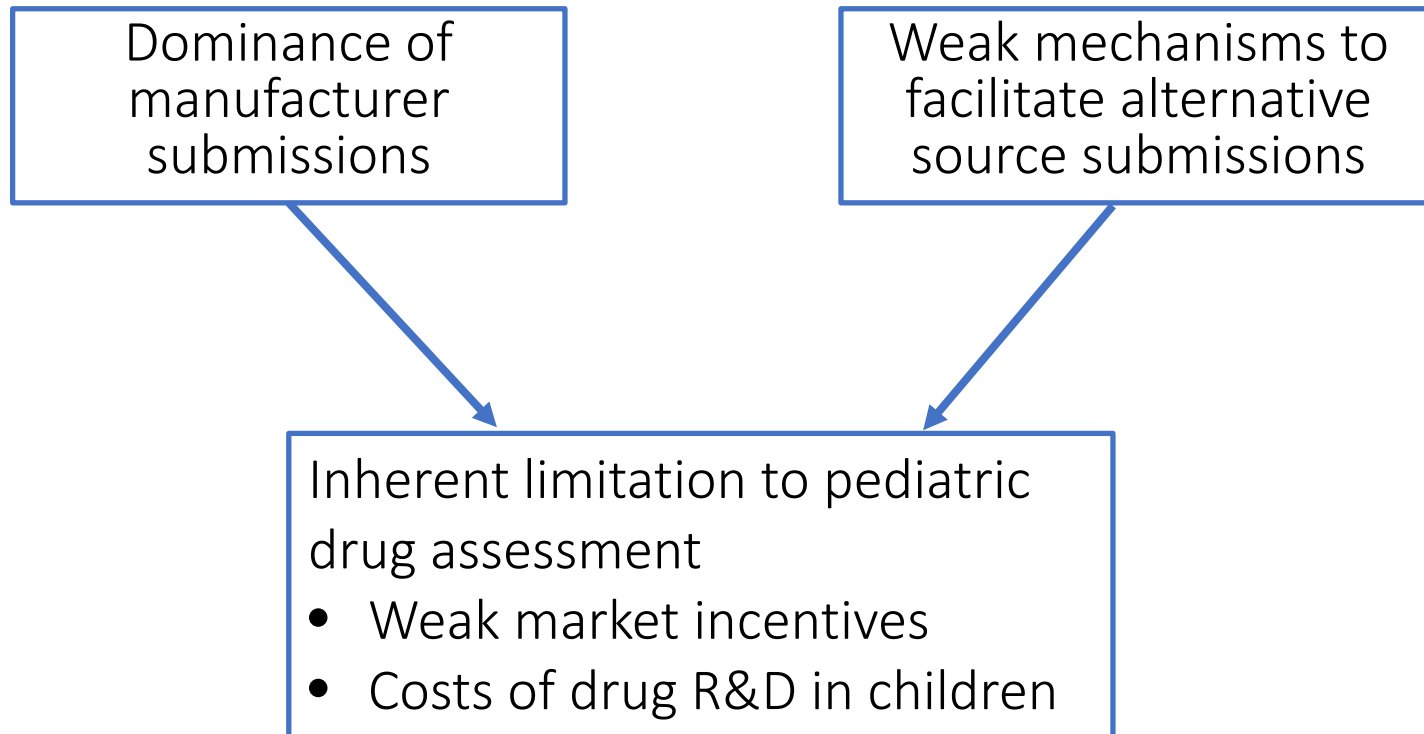 Dominance of
manufacturer
submissions
Weak mechanisms to
facilitate alternative
source submissions
Inherent limitation to pediatric
drug assessment
• Weak market incentives
• Costs of drug R&D in children